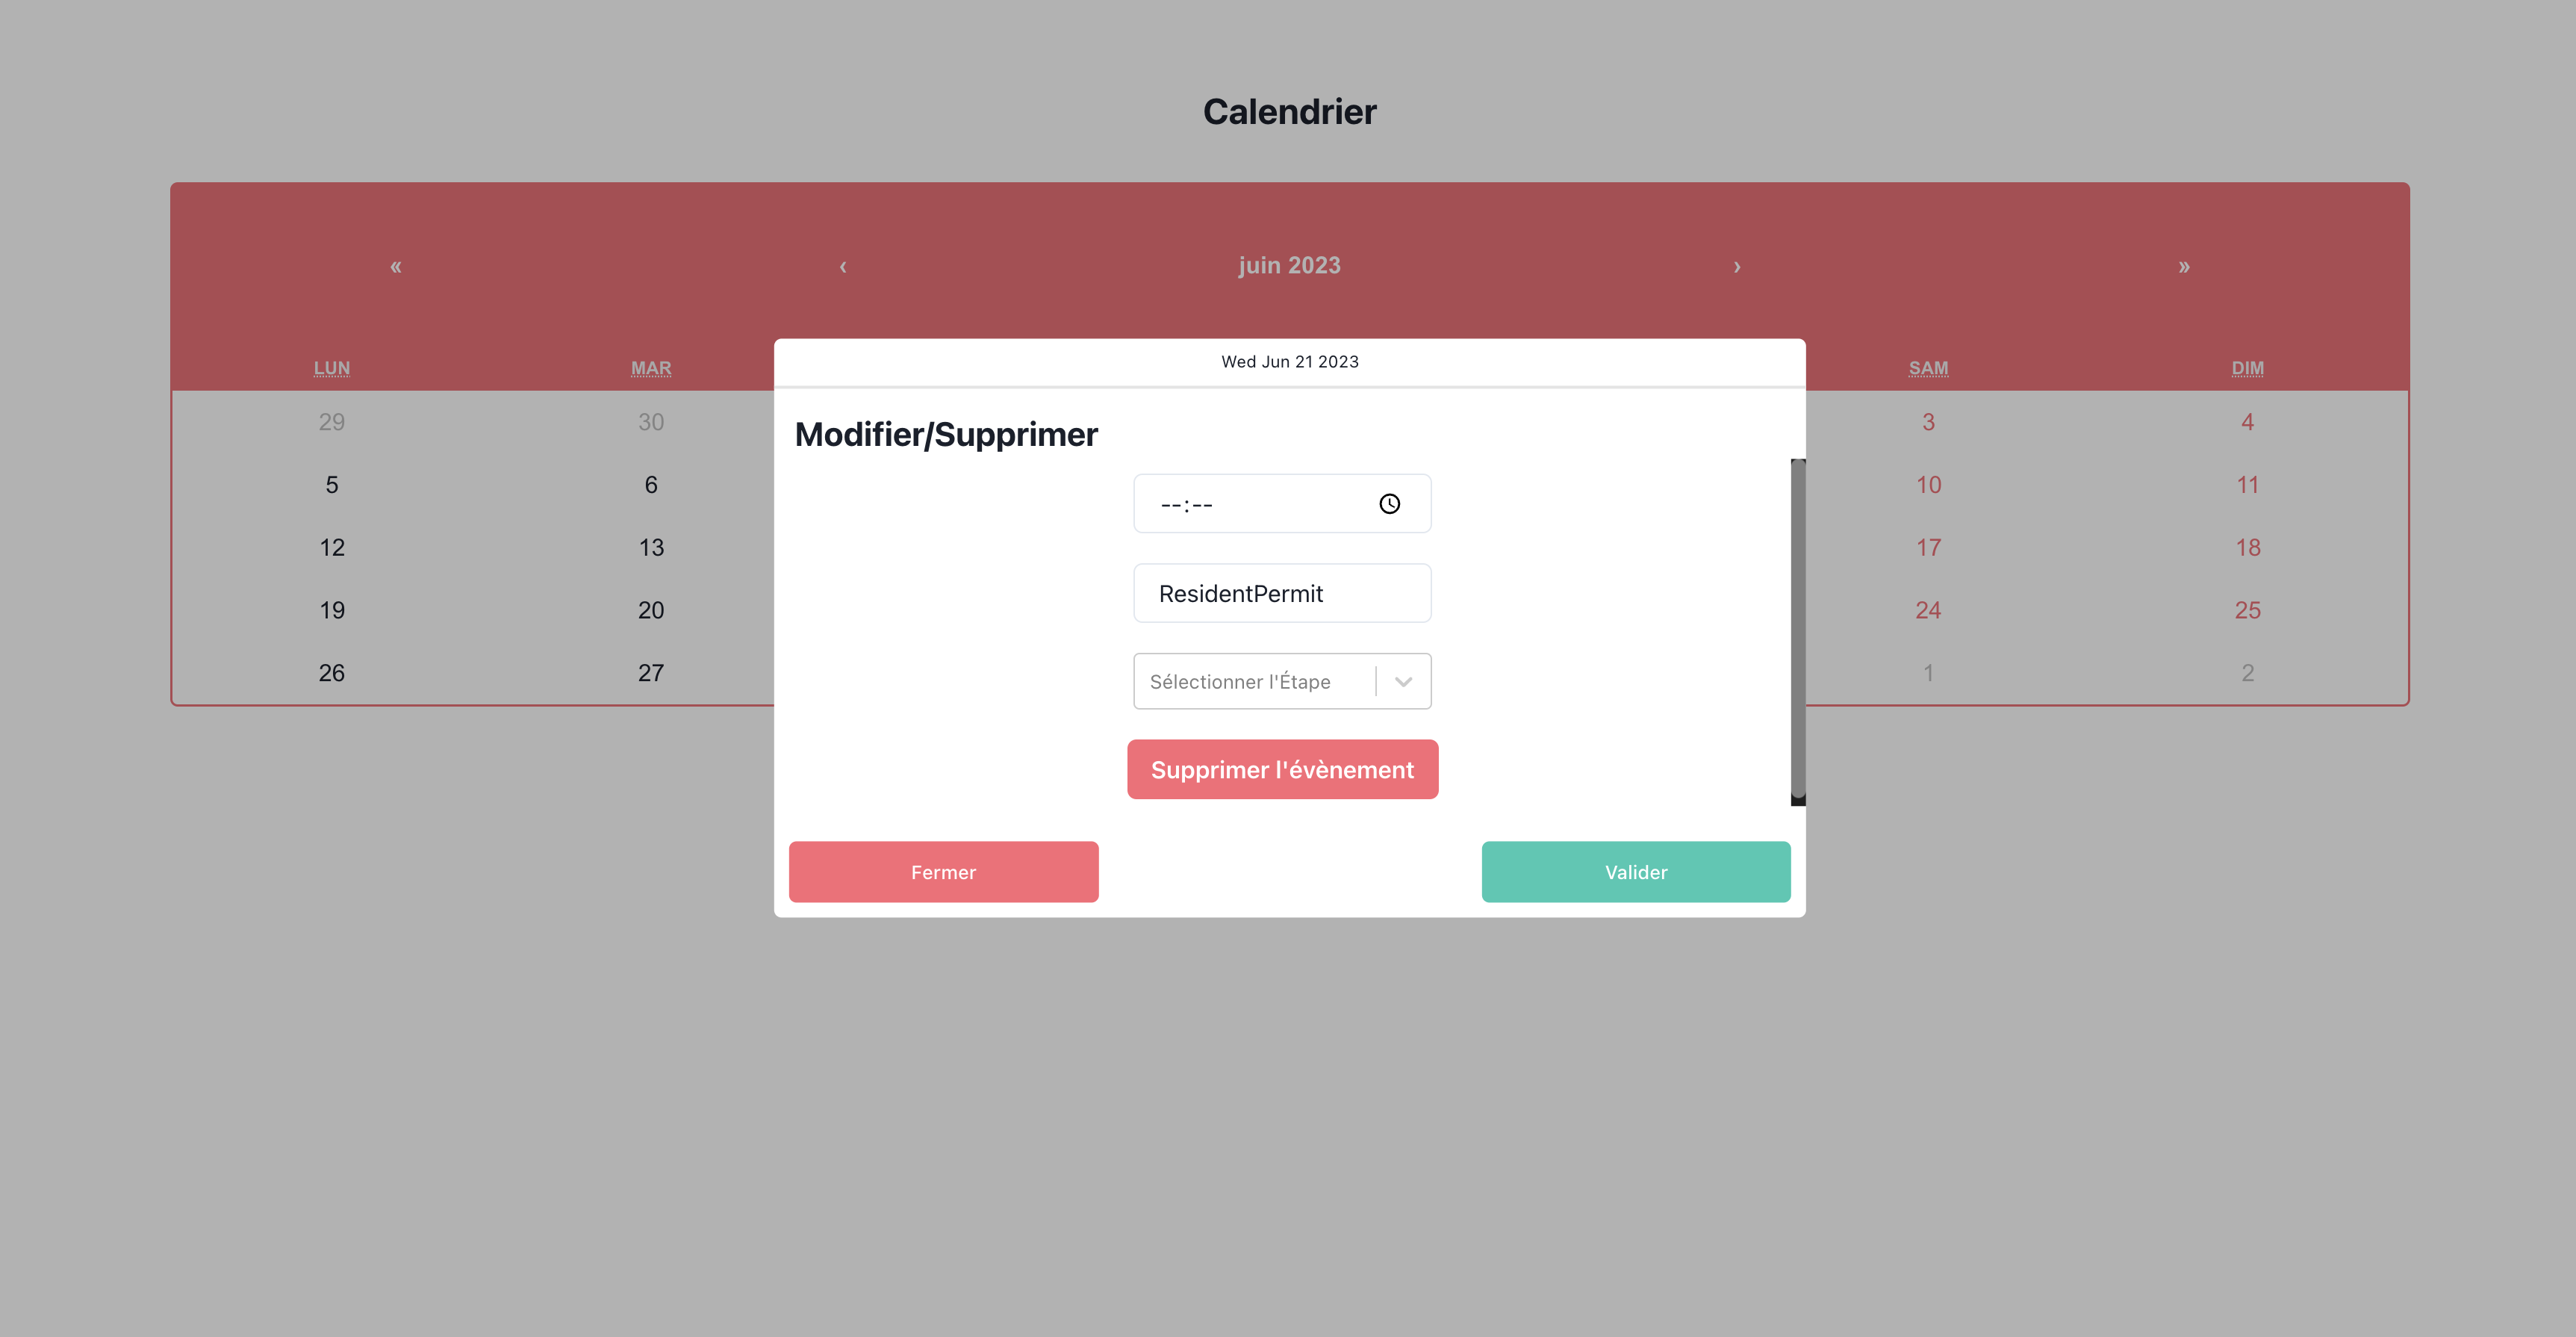 Calendrier
« ‹ juin 2023 › »
LUN MAR SAM DIM
Wed Jun 21 2023
29 30 3 4
Modifier/Supprimer
5 6 10 11
--:--
12 13 17 18
ResidentPermit
19 20 24 25
26 27 1 2
Sélectionner l'Étape
Supprimer l'évènement
Fermer Valider